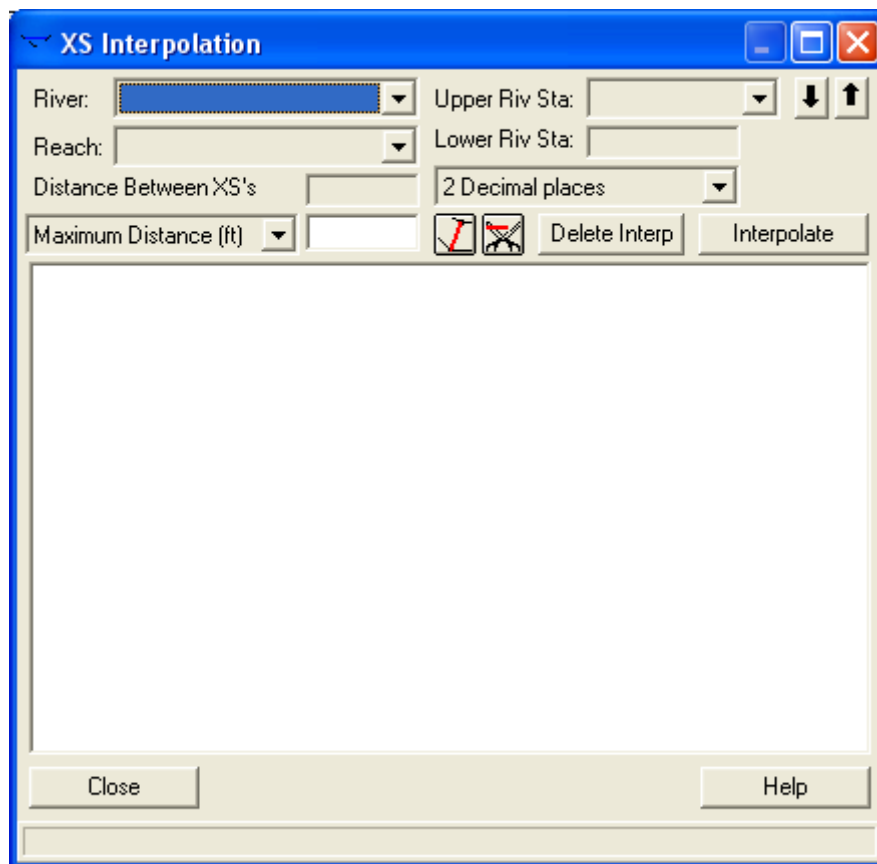 XS Interpolation
River: Upper Riv Sta:
Reach: Lower Riv Sta:
Distance Between XS's 2 Decimal places
Maximum Distance (ft) Delete Interp Interpolate
Close Help